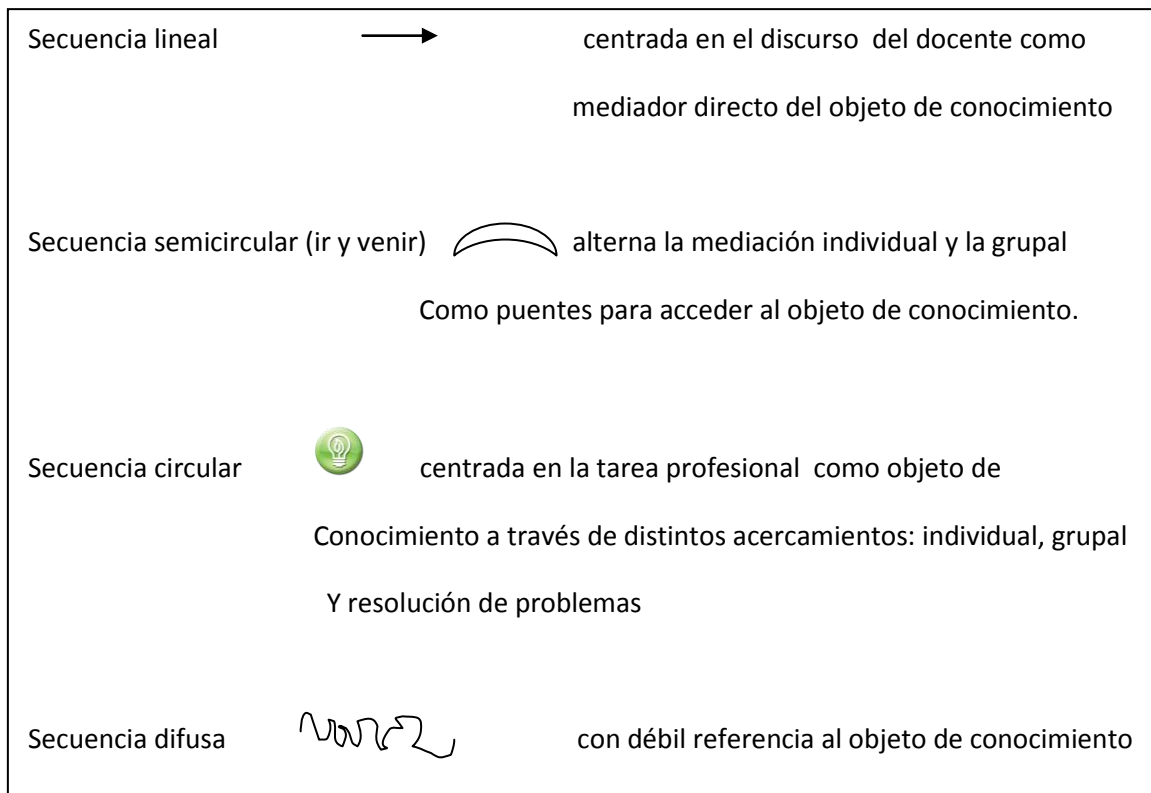 Secuencia lineal centrada en el discurso del docente como
mediador directo del objeto de conocimiento
Secuencia semicircular (ir y venir) alterna la mediación individual y la grupal
Como puentes para acceder al objeto de conocimiento.
Secuencia circular centrada en la tarea profesional como objeto de
Conocimiento a través de distintos acercamientos: individual, grupal
Y resolución de problemas
Secuencia difusa con débil referencia al objeto de conocimiento